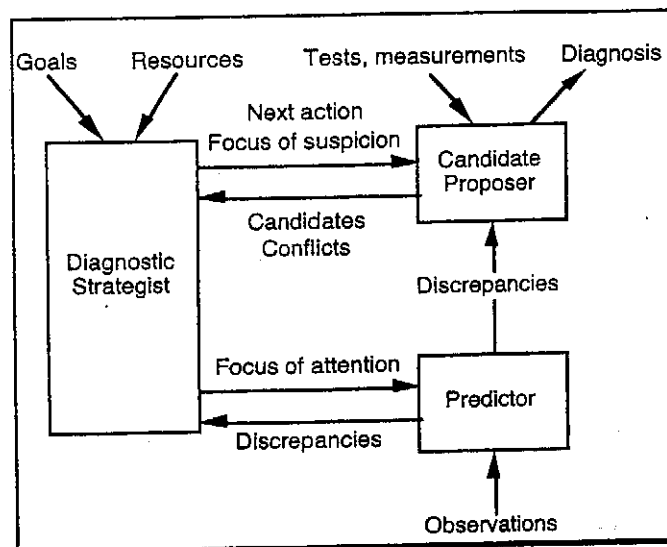 Goals
Resources
Tests, measurements
Diagnosis
Next action
Focus of suspicion
Candidate
Proposer
Candidates
Conflicts
Diagnostic
Strategist
Discrepancies
Focus of attention
Predictor
Discrepancies
Observations